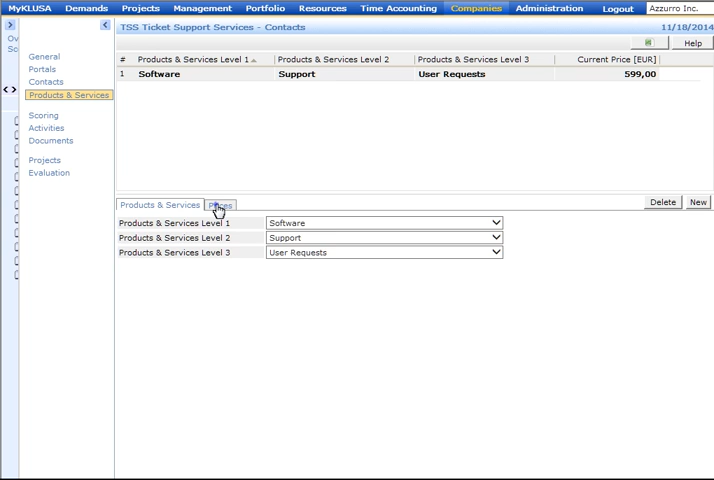 MyKLUSA Demands Projects Management Portfolio Resources Time Accounting Companies Administration Logout Azzurro Inc.
TSS Ticket Support Services - Contacts 11/18/2014
Help
# Products & Services Level 1 Products & Services Level 2 Products & Services Level 3 Current Price [EUR]
1 Software Support User Requests 599,00
Ov
So
General
Portals
Contacts
Products & Services
Scoring
Activities
Documents
Projects
Evaluation
Products & Services Prices Delete New
Products & Services Level 1 Software
Products & Services Level 2 Support
Products & Services Level 3 User Requests